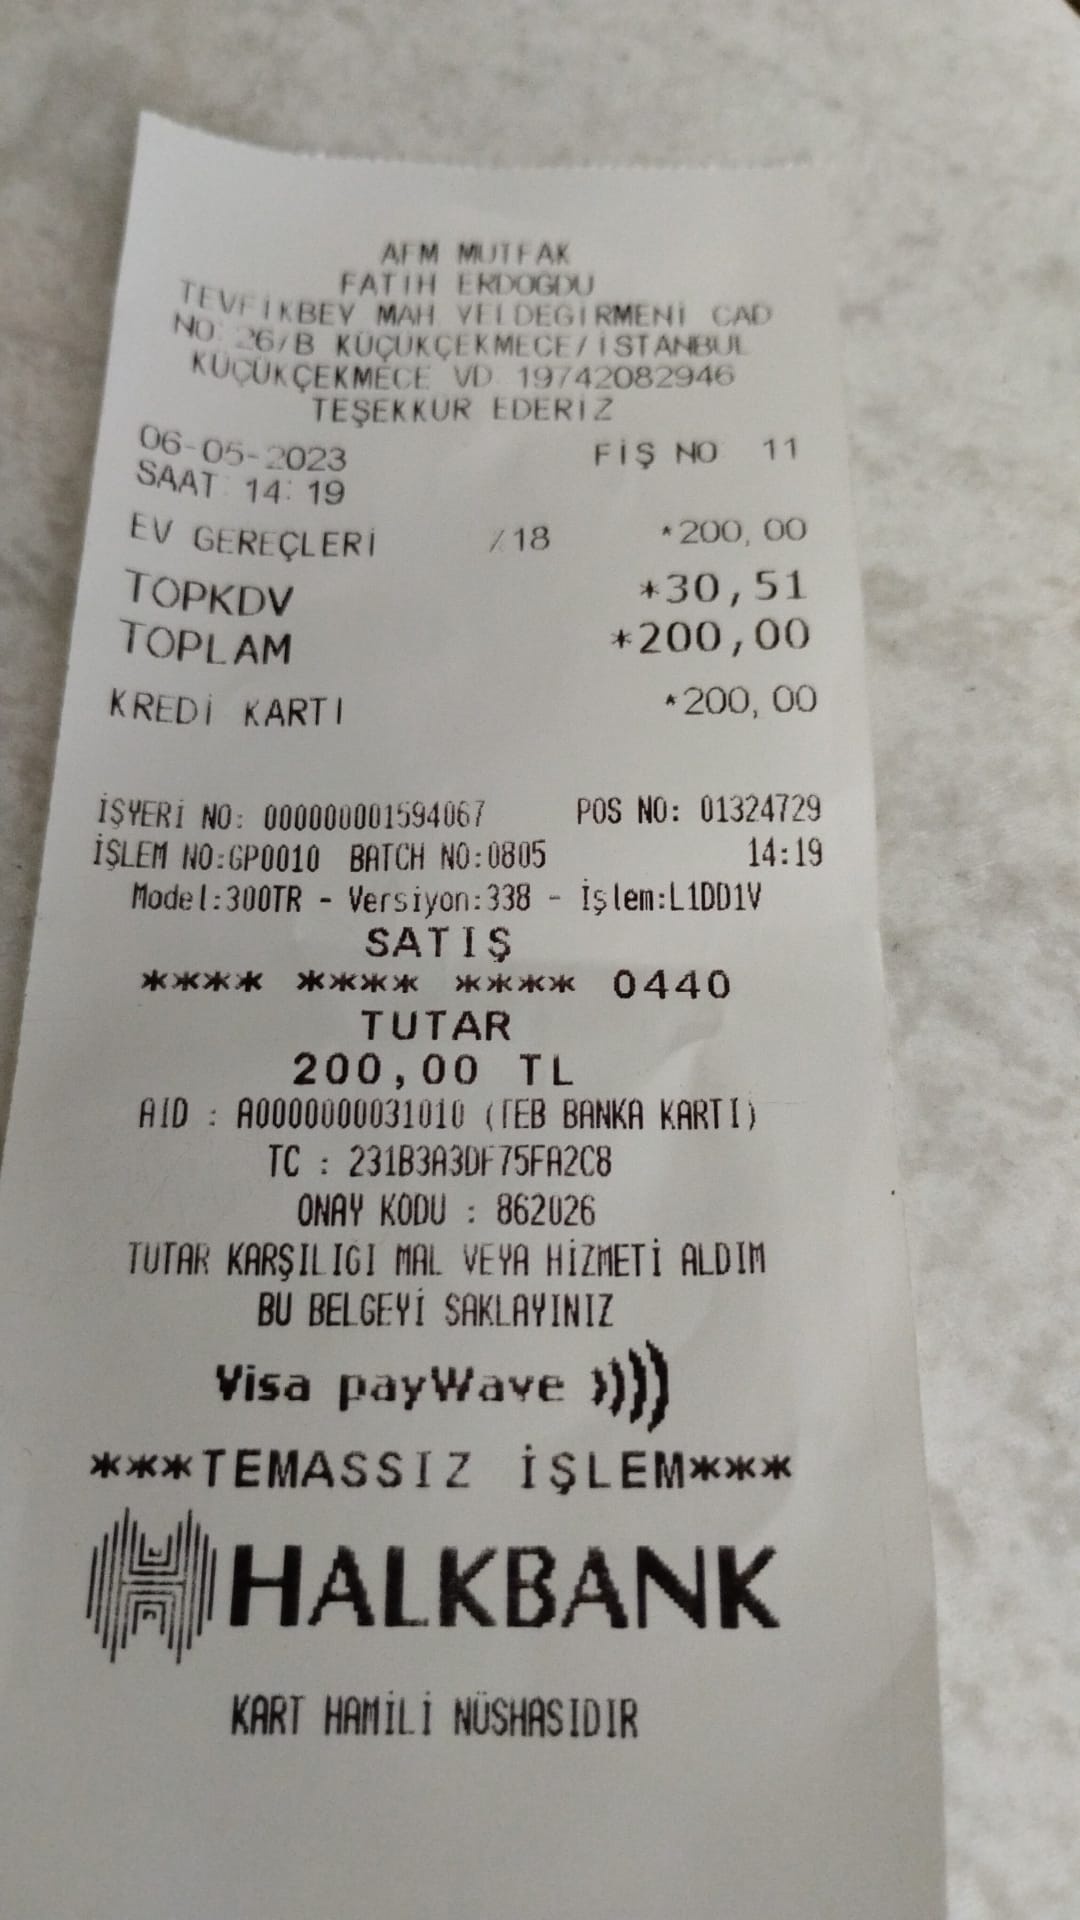 AFM MUTFAK
FATIH ERDOGDU
TEVFIKBEY MAH. YELDEGIRMENİ CAD
NO: 26/B KÜÇÜKÇEKMECE/İSTANBUL
KÜÇÜKÇEKMECE VD. 19742082946
TEŞEKKUR EDERİZ
06-05-2023 FİŞ NO 11
SAAT: 14:19
EV GEREÇLERİ %18 *200,00
TOPKDV *30,51
TOPLAM *200,00
KREDİ KARTI *200,00
İŞYERİ NO: 000000001594067 POS NO: 01324729
İŞLEM NO:GP0010 BATCH NO:0805 14:19
Model:300TR - Versiyon:338 - İşlem:L1DD1V
SATIŞ
**** **** **** 0440
TUTAR
200,00 TL
AID : A0000000031010 (TEB BANKA KARTI)
TC : 231B3A3DF75FA2C8
ONAY KODU : 862026
TUTAR KARŞILIGI MAL VEYA HİZMETİ ALDIM
BU BELGEYİ SAKLAYINIZ
Visa payWave ))))
***TEMASSIZ İŞLEM***
HALKBANK
KART HAMİLİ NÜSHASIDIR